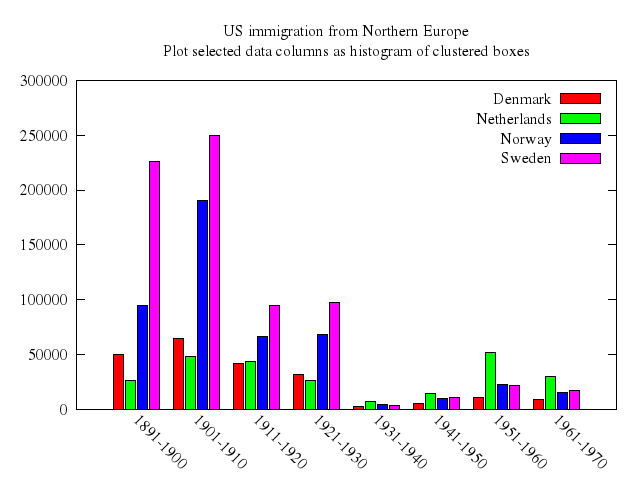 US immigration from Northern Europe
Plot selected data columns as histogram of clustered boxes
300000
250000
200000
150000
100000
50000
0
Denmark
Netherlands
Norway
Sweden
1891-1900
1901-1910
1911-1920
1921-1930
1931-1940
1941-1950
1951-1960
1961-1970